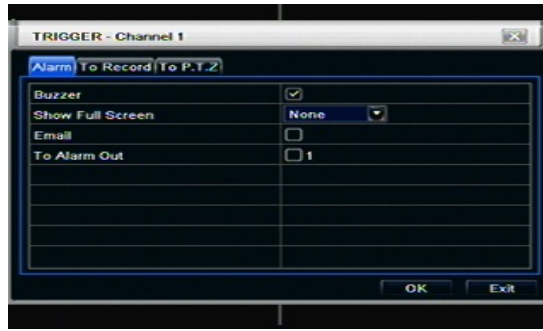 TRIGGER - Channel 1
Alarm To Record To P.T.Z
Buzzer
Show Full Screen None
Email
To Alarm Out 1
OK Exit